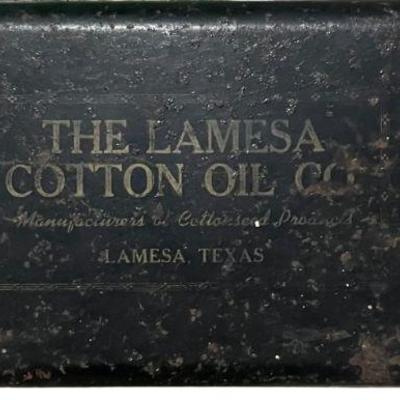 THE LAMESA
COTTON OIL CO.
Manufacturers of Cottonseed Products
LAMESA, TEXAS